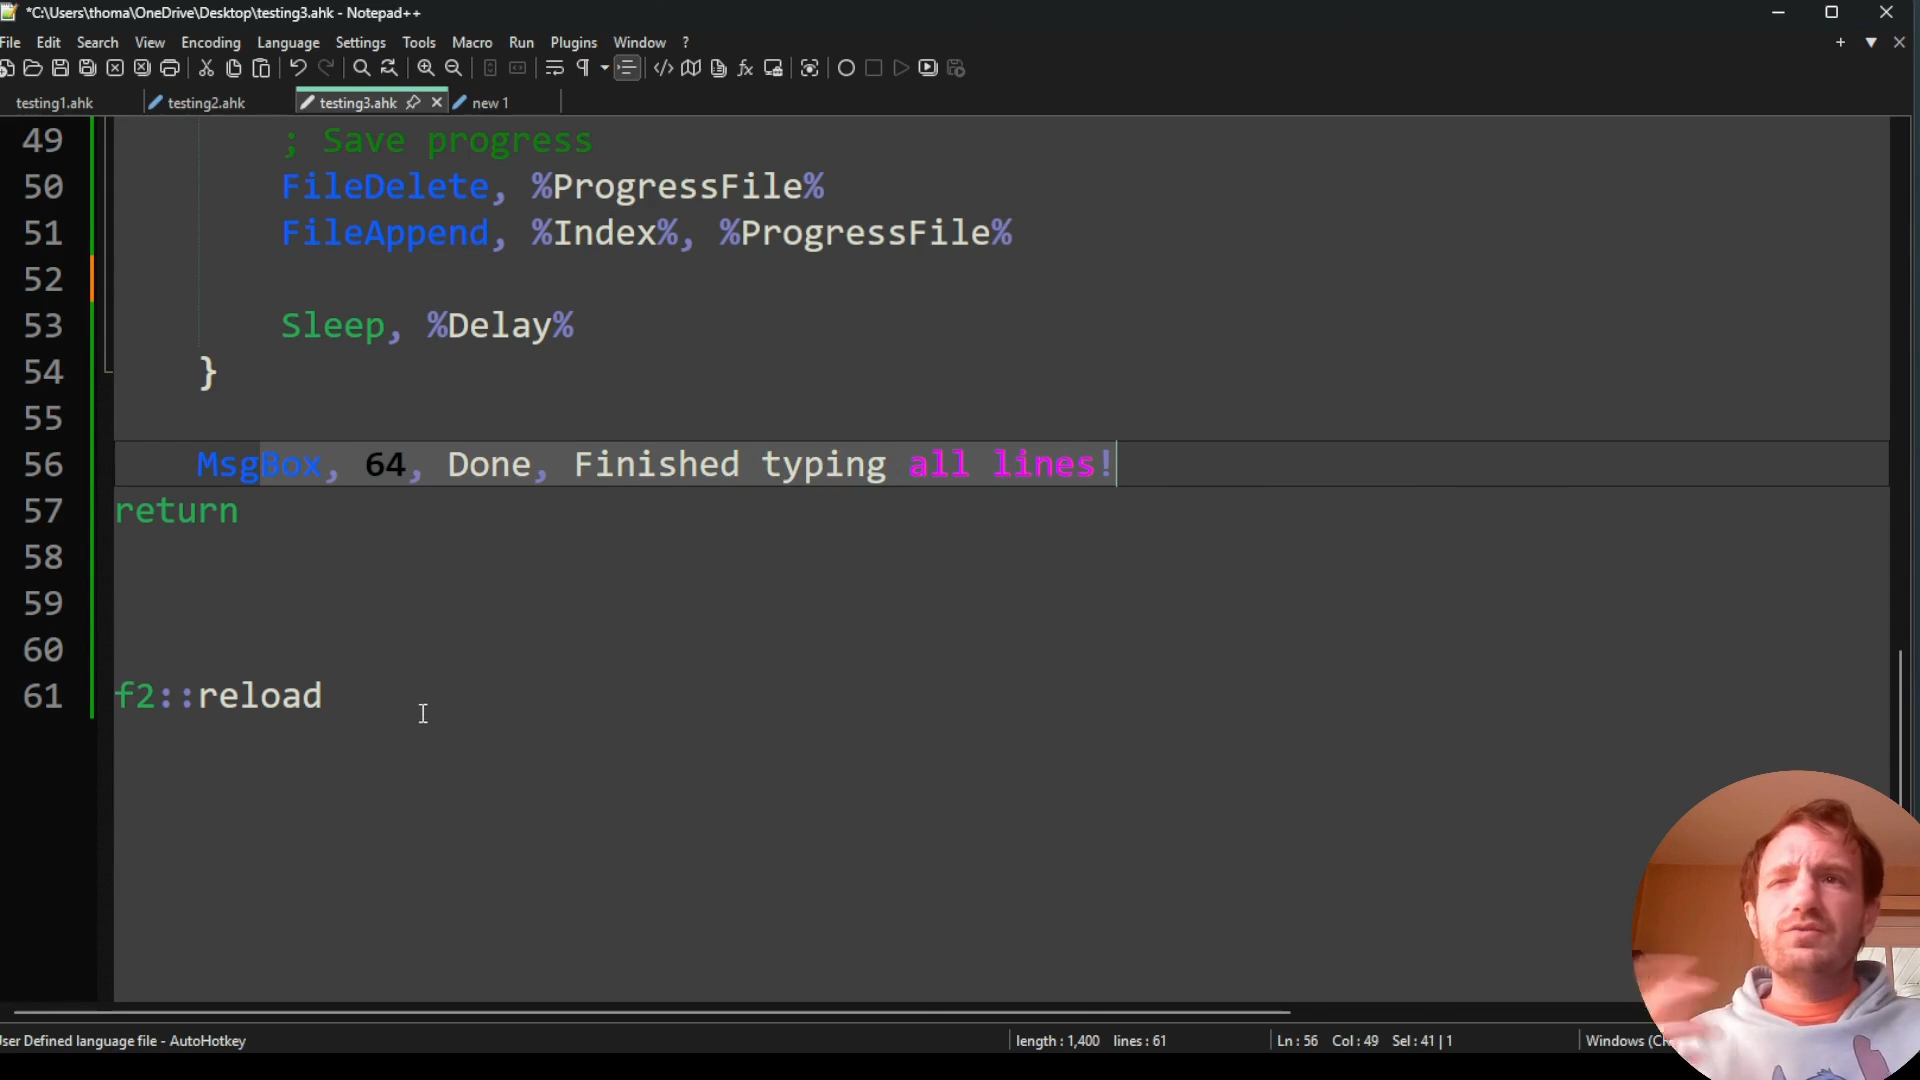 *C:\Users\thoma\OneDrive\Desktop\testing3.ahk - Notepad++
File Edit Search View Encoding Language Settings Tools Macro Run Plugins Window ?
testing1.ahk testing2.ahk testing3.ahk new 1
49 ; Save progress
50 FileDelete, %ProgressFile%
51 FileAppend, %Index%, %ProgressFile%
52
53 Sleep, %Delay%
54 }
55
56 MsgBox, 64, Done, Finished typing all lines!
57 return
58
59
60
61 f2::reload
User Defined language file - AutoHotkey length : 1,400 lines : 61 Ln : 56 Col : 49 Sel : 41 | 1 Windows